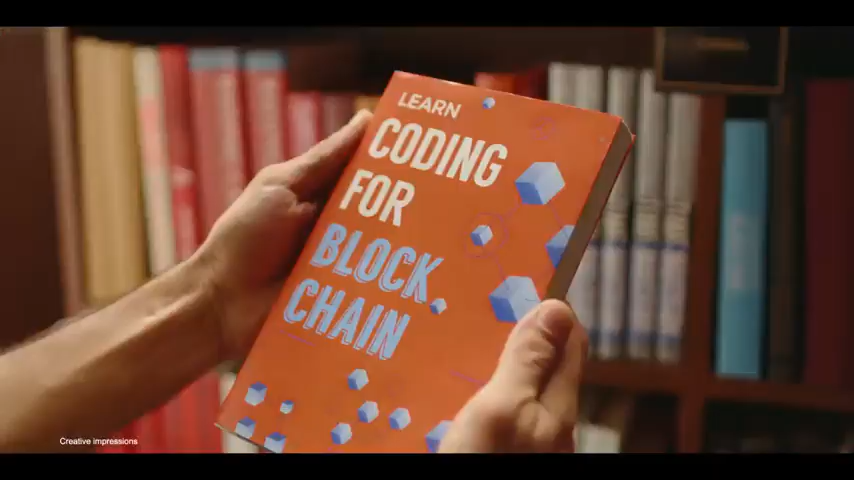 LEARN
CODING
FOR
BLOCK
CHAIN
Creative impressions